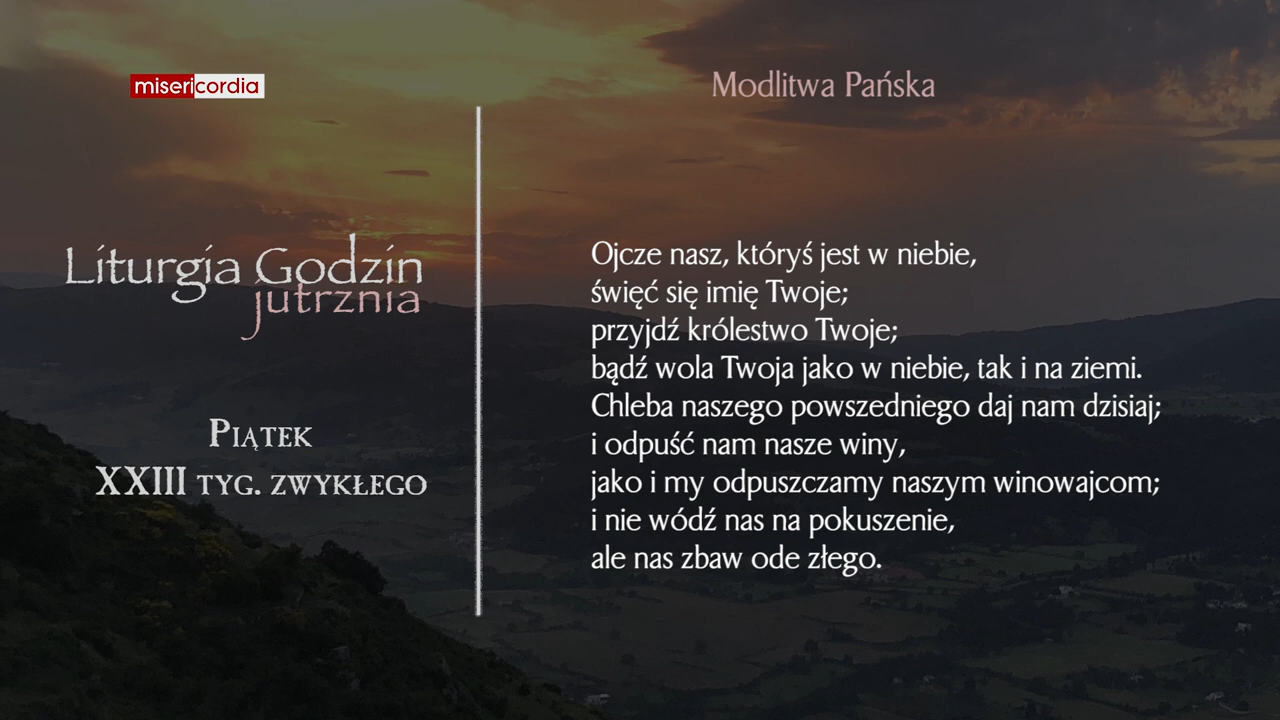 misericordia
Liturgia Godzin
jutrznia
Piątek
XXIII tyg. zwykłego
Modlitwa Pańska
Ojcze nasz, któryś jest w niebie,
święć się imię Twoje;
przyjdź królestwo Twoje;
bądź wola Twoja jako w niebie, tak i na ziemi.
Chleba naszego powszedniego daj nam dzisiaj;
i odpuść nam nasze winy,
jako i my odpuszczamy naszym winowajcom;
i nie wódź nas na pokuszenie,
ale nas zbaw ode złego.